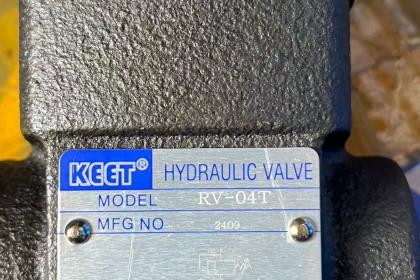 KEET® HYDRAULIC VALVE
MODEL RV-04T
MFG NO 2409